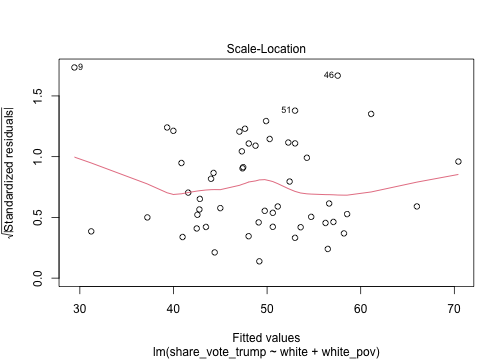 Scale-Location
√|Standardized residuals|
1.5
1.0
0.5
0.0
9
46
51
30 40 50 60 70
Fitted values
lm(share_vote_trump ~ white + white_pov)